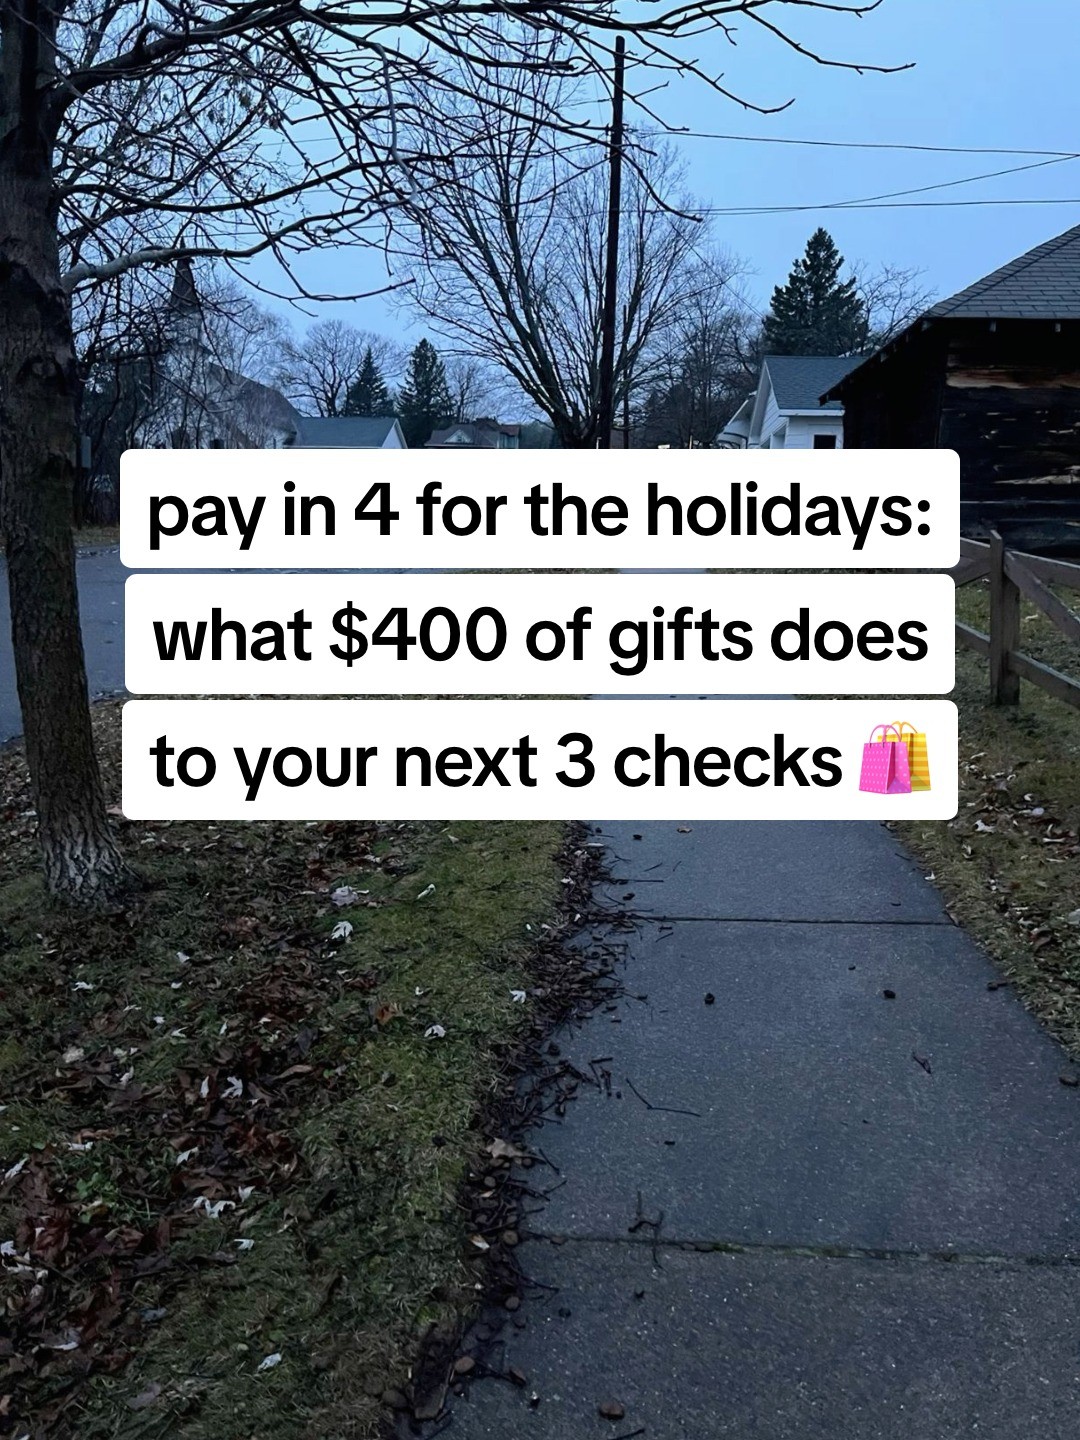 pay in 4 for the holidays:
what $400 of gifts does
to your next 3 checks 🛍️